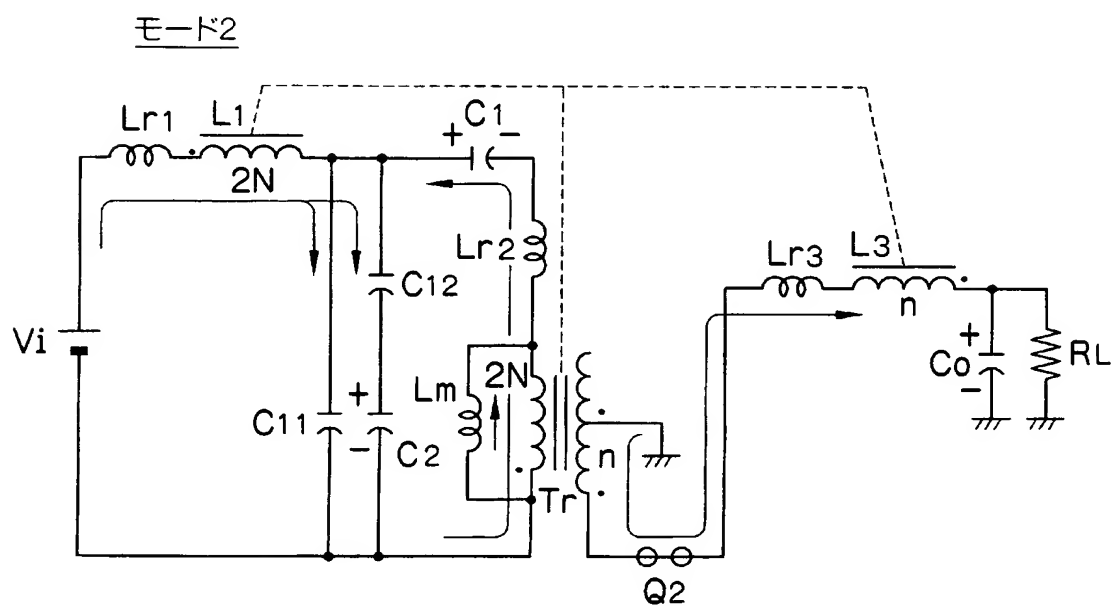 モード2
Lr1
L1
C1
+
-
2N
Lr2
Lr3
L3
C12
n
Vi
+
Co
-
RL
Lm
2N
C11
+
-
C2
n
Tr
Q2